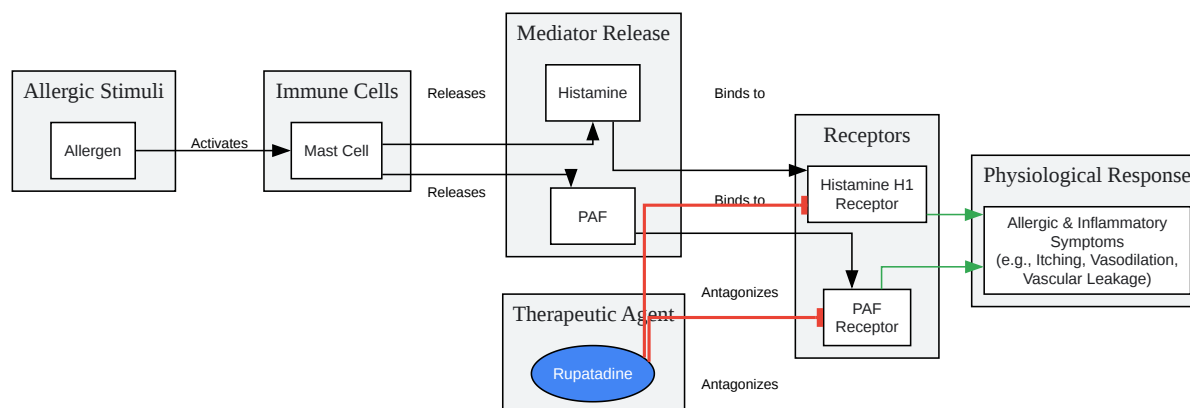 Allergic Stimuli
Allergen
Activates
Immune Cells
Mast Cell
Releases
Releases
Mediator Release
Histamine
PAF
Binds to
Binds to
Therapeutic Agent
Rupatadine
Antagonizes
Antagonizes
Receptors
Histamine H1
Receptor
PAF
Receptor
Physiological Response
Allergic & Inflammatory
Symptoms
(e.g., Itching, Vasodilation,
Vascular Leakage)